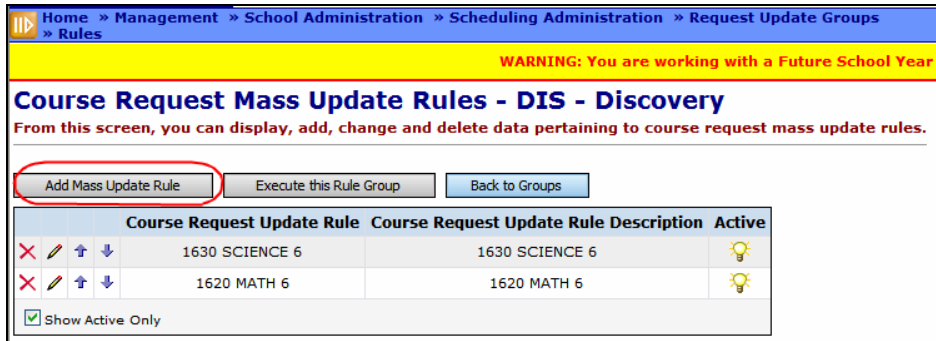 Home » Management » School Administration » Scheduling Administration » Request Update Groups
» Rules
WARNING: You are working with a Future School Year
Course Request Mass Update Rules - DIS - Discovery
From this screen, you can display, add, change and delete data pertaining to course request mass update rules.
Add Mass Update Rule Execute this Rule Group Back to Groups
Course Request Update Rule Course Request Update Rule Description Active
1630 SCIENCE 6 1630 SCIENCE 6
1620 MATH 6 1620 MATH 6
Show Active Only